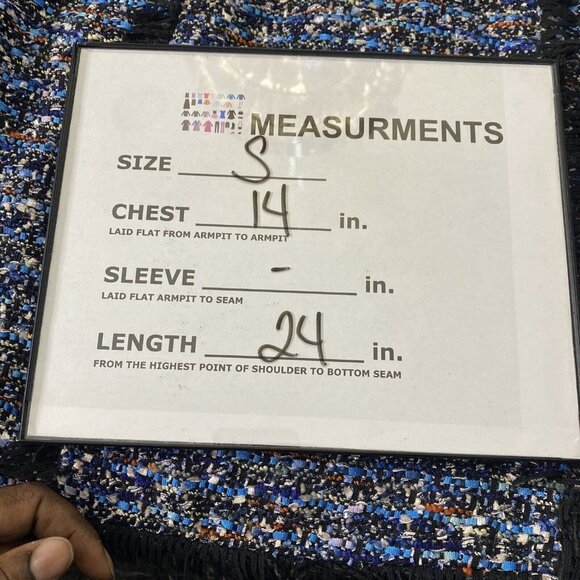 MEASURMENTS
SIZE S
CHEST 14 in.
LAID FLAT FROM ARMPIT TO ARMPIT
SLEEVE - in.
LAID FLAT ARMPIT TO SEAM
LENGTH 24 in.
FROM THE HIGHEST POINT OF SHOULDER TO BOTTOM SEAM